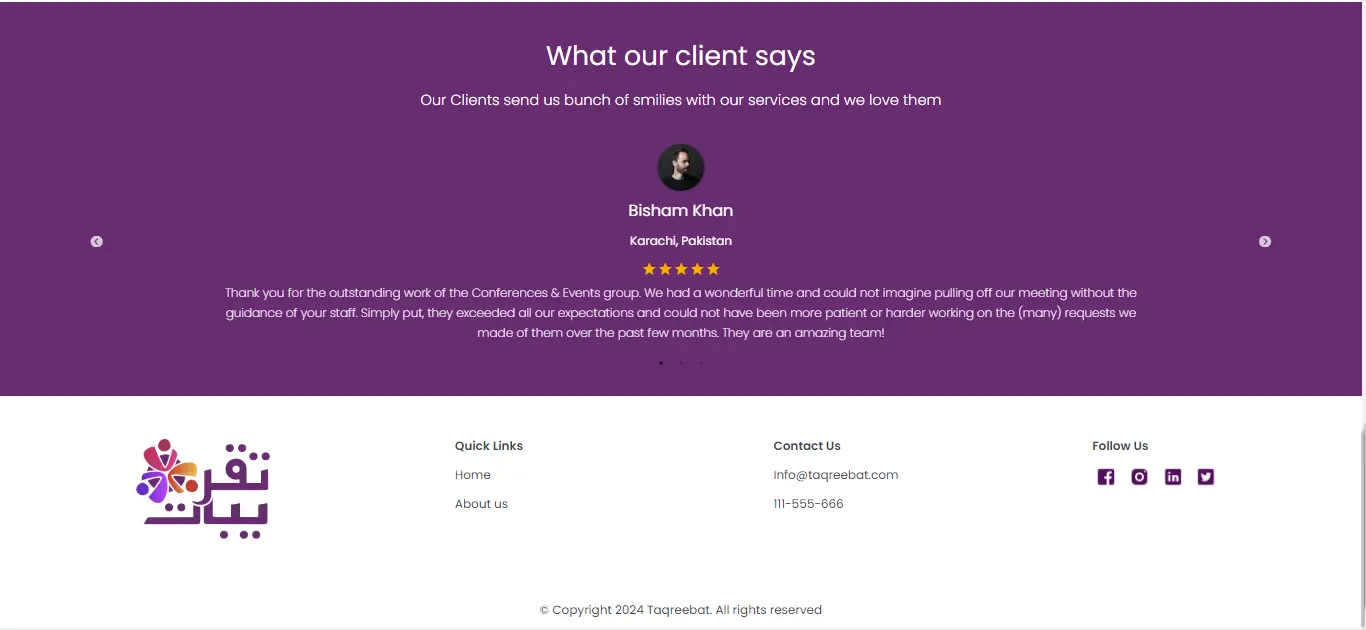 What our client says
Our Clients send us bunch of smilies with our services and we love them
Bisham Khan
Karachi, Pakistan
Thank you for the outstanding work of the Conferences & Events group. We had a wonderful time and could not imagine pulling off our meeting without the
guidance of your staff. Simply put, they exceeded all our expectations and could not have been more patient or harder working on the (many) requests we
made of them over the past few months. They are an amazing team!
تقر
يبات
Quick Links
Home
About us
Contact Us
info@taqreebat.com
111-555-666
Follow Us
© Copyright 2024 Taqreebat. All rights reserved